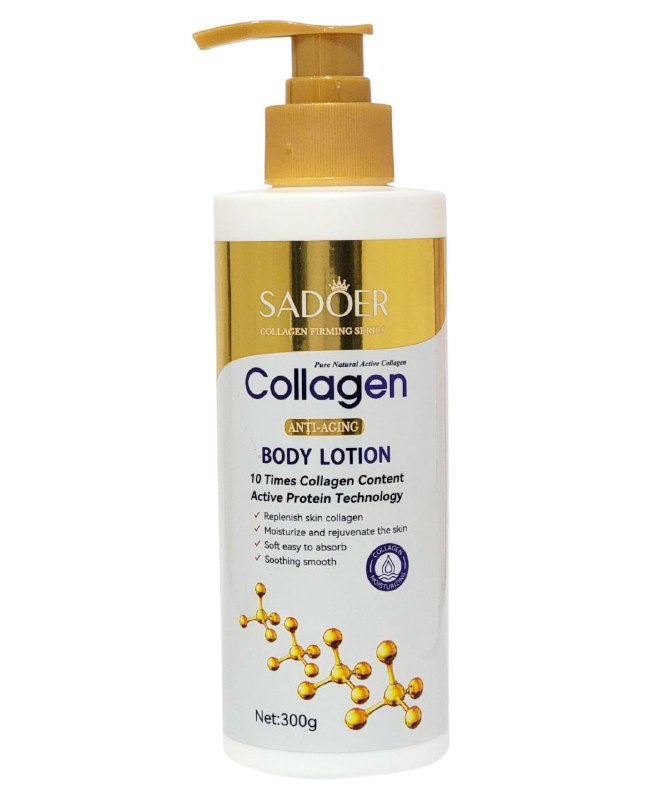 SADOER
COLLAGEN FIRMING SERIES
Pure Natural Active Collagen
Collagen
ANTI-AGING
BODY LOTION
10 Times Collagen Content
Active Protein Technology
✓ Replenish skin collagen
✓ Moisturize and rejuvenate the skin
✓ Soft easy to absorb
✓ Soothing smooth
COLLAGEN
MOISTURIZING
Net:300g